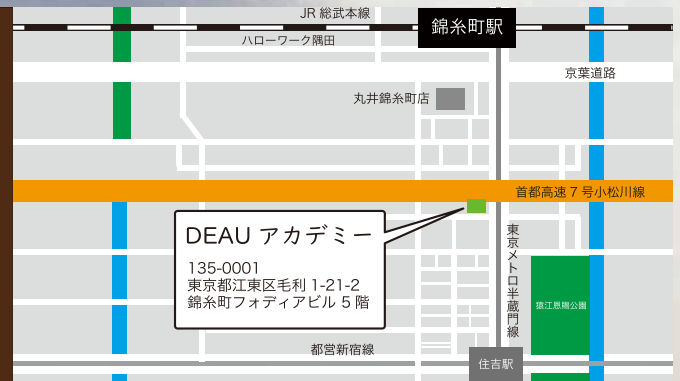 JR 総武本線
錦糸町駅
ハローワーク隅田
京葉道路
丸井錦糸町店
首都高速 7 号小松川線
DEAU アカデミー
135-0001
東京都江東区毛利 1-21-2
錦糸町フォディアビル 5 階
東京メトロ半蔵門線
猿江恩賜公園
都営新宿線
住吉駅